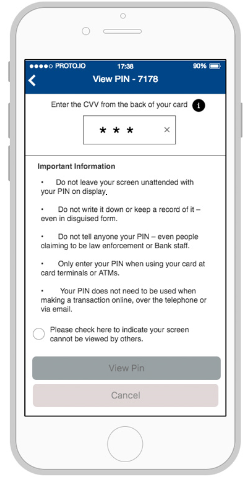 ●●●●○ PROTO.IO 17:38 90%
View PIN - 7178
Enter the CVV from the back of your card i
* * * ×
Important Information
• Do not leave your screen unattended with
your PIN on display.
• Do not write it down or keep a record of it –
even in disguised form.
• Do not tell anyone your PIN – even people
claiming to be law enforcement or Bank staff.
• Only enter your PIN when using your card at
card terminals or ATMs.
• Your PIN does not need to be used when
making a transaction online, over the telephone or
via email.
Please check here to indicate your screen
cannot be viewed by others.
View Pin
Cancel